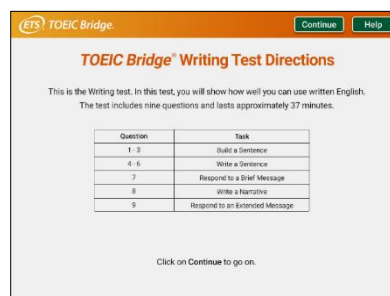 ETS TOEIC Bridge. Continue Help
TOEIC Bridge® Writing Test Directions
This is the Writing test. In this test, you will show how well you can use written English.
The test includes nine questions and lasts approximately 37 minutes.
Question Task
1 - 3 Build a Sentence
4 - 6 Write a Sentence
7 Respond to a Brief Message
8 Write a Narrative
9 Respond to an Extended Message
Click on Continue to go on.